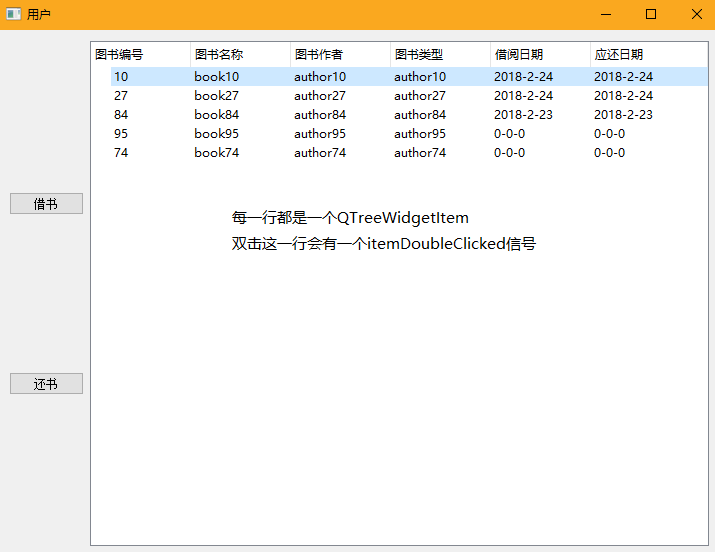 用户
图书编号 图书名称 图书作者 图书类型 借阅日期 应还日期
10 book10 author10 author10 2018-2-24 2018-2-24
27 book27 author27 author27 2018-2-24 2018-2-24
84 book84 author84 author84 2018-2-23 2018-2-23
95 book95 author95 author95 0-0-0 0-0-0
74 book74 author74 author74 0-0-0 0-0-0
借书
每一行都是一个QTreeWidgetItem
双击这一行会有一个itemDoubleClicked信号
还书